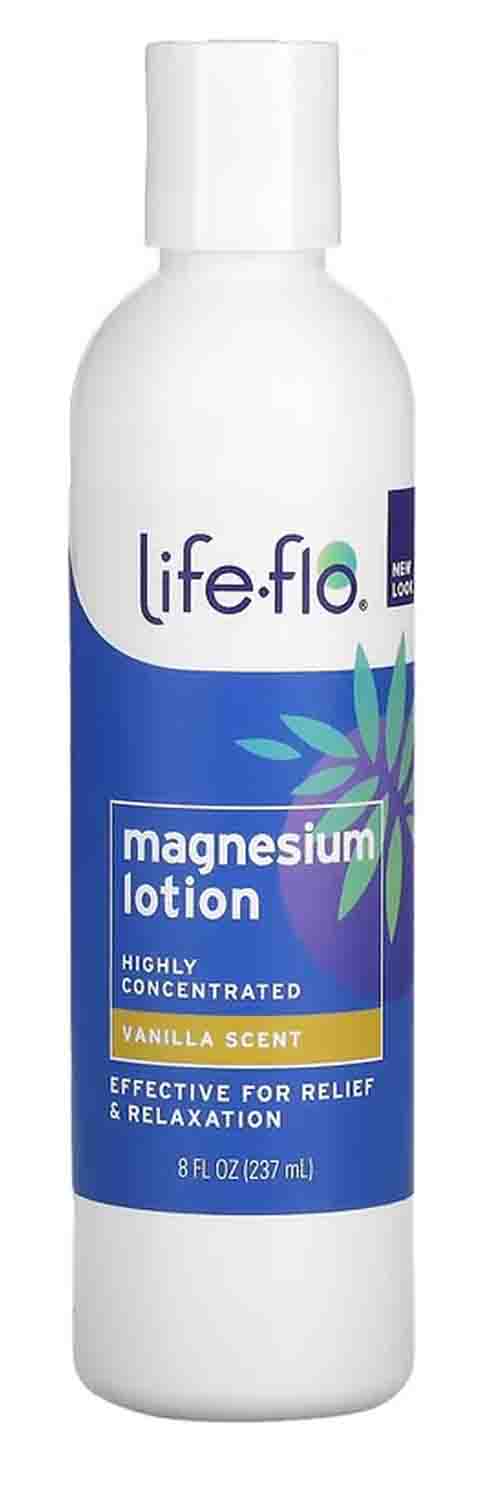 life·flo®
NEW
LOOK
magnesium
lotion
HIGHLY
CONCENTRATED
VANILLA SCENT
EFFECTIVE FOR RELIEF
& RELAXATION
8 FL OZ (237 mL)